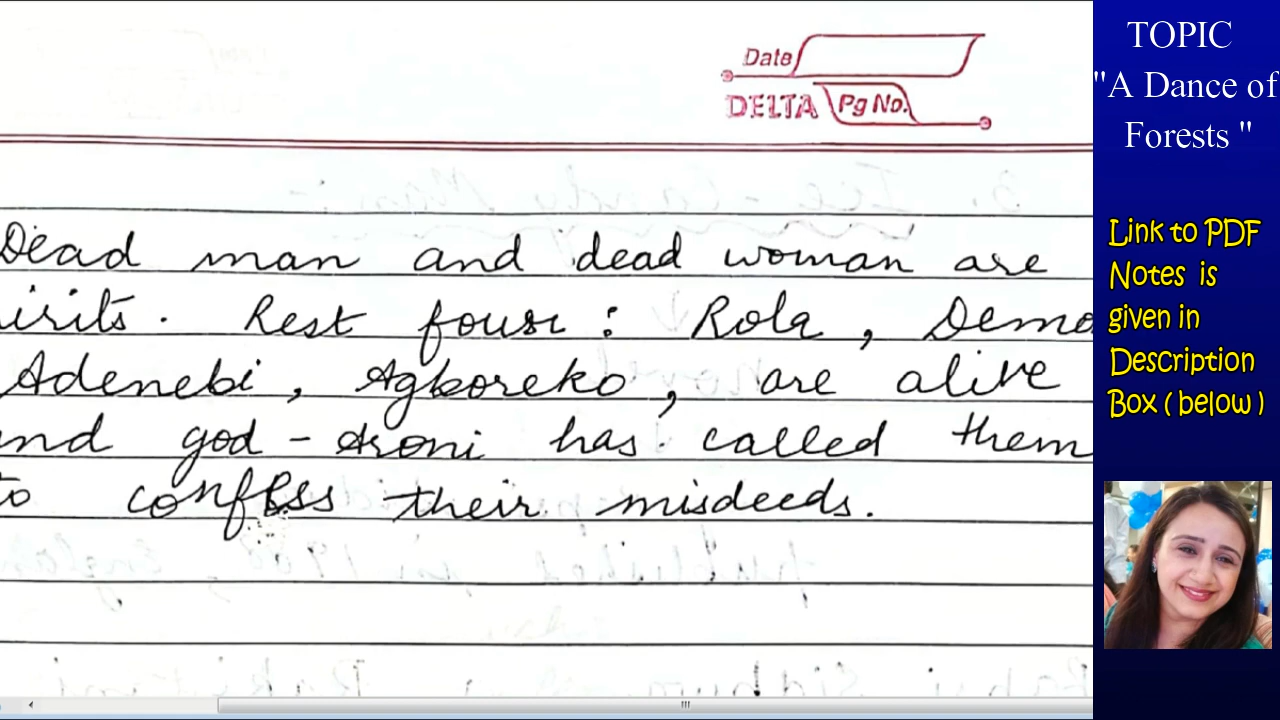 Date
DELTA Pg No.
Dead man and dead woman are
irits. Rest four : Rola, Demo
Adenebi, Agboreko, are alive
and god - Aroni has called them
to confess their misdeeds.
TOPIC
"A Dance of
Forests "
Link to PDF
Notes is
given in
Description
Box ( below )